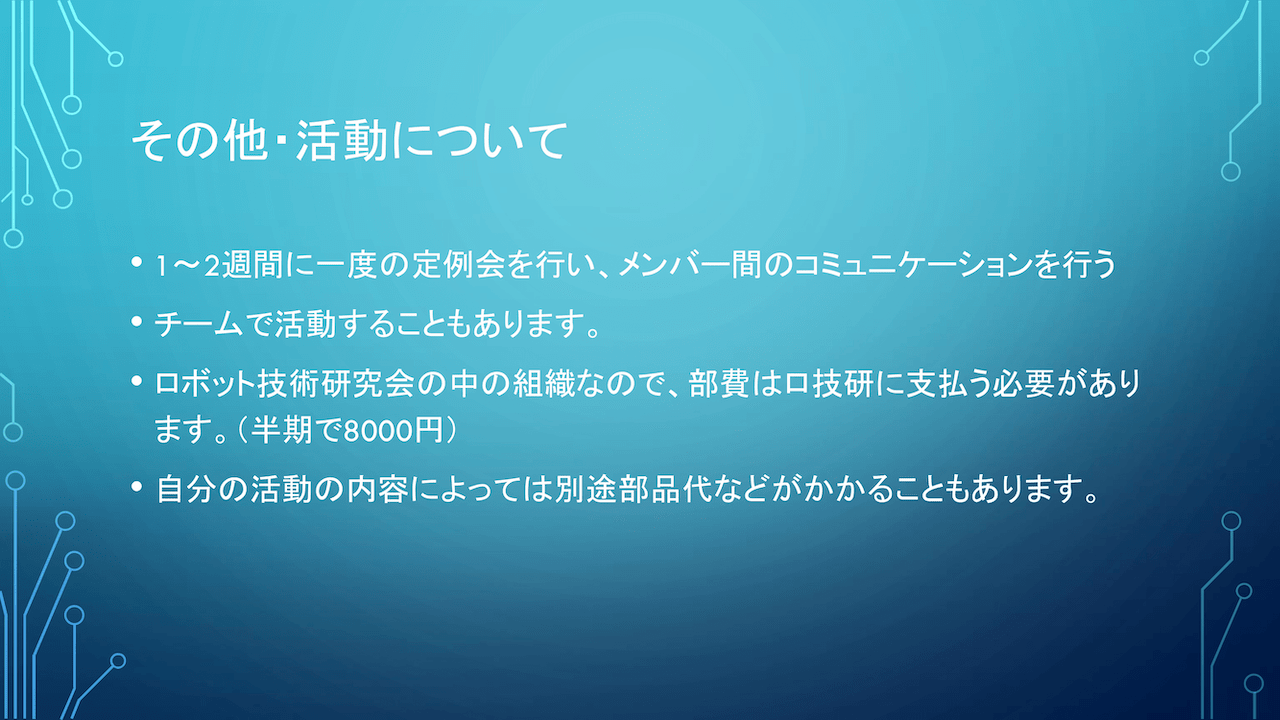 その他・活動について
• 1～2週間に一度の定例会を行い、メンバー間のコミュニケーションを行う
• チームで活動することもあります。
• ロボット技術研究会の中の組織なので、部費はロ技研に支払う必要があり
ます。（半期で8000円）
• 自分の活動の内容によっては別途部品代などがかかることもあります。